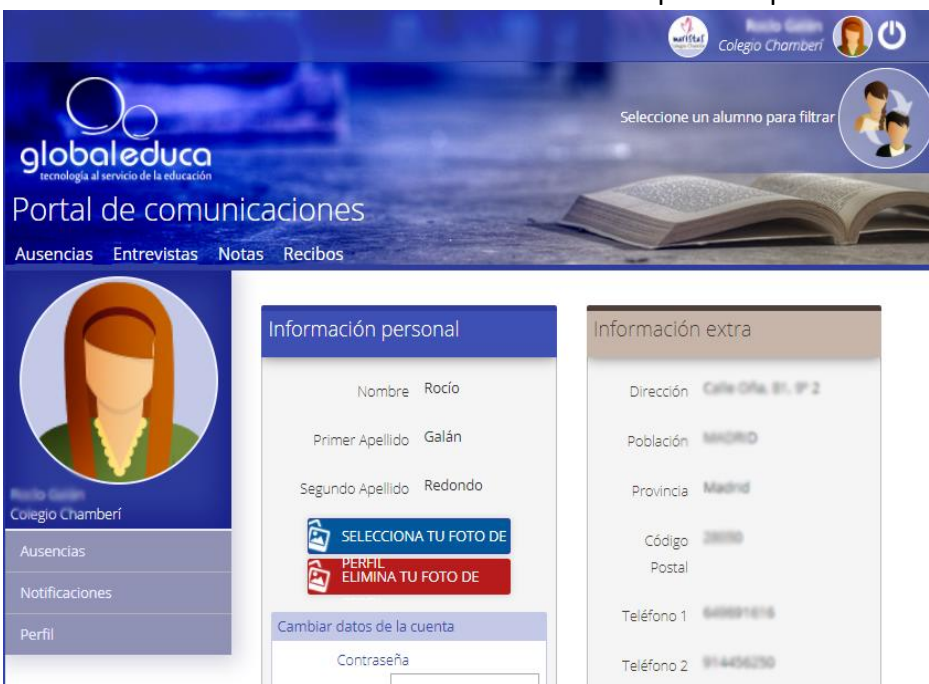 maristas
Colegio Chamberí
Seleccione un alumno para filtrar
globaleduca
tecnología al servicio de la educación
Portal de comunicaciones
Ausencias Entrevistas Notas Recibos
Información personal
Nombre Rocío
Primer Apellido Galán
Segundo Apellido Redondo
SELECCIONA TU FOTO DE
PERFIL
ELIMINA TU FOTO DE
Cambiar datos de la cuenta
Contraseña
Información extra
Dirección
Población
Provincia
Código
Postal
Teléfono 1
Teléfono 2
Colegio Chamberí
Ausencias
Notificaciones
Perfil